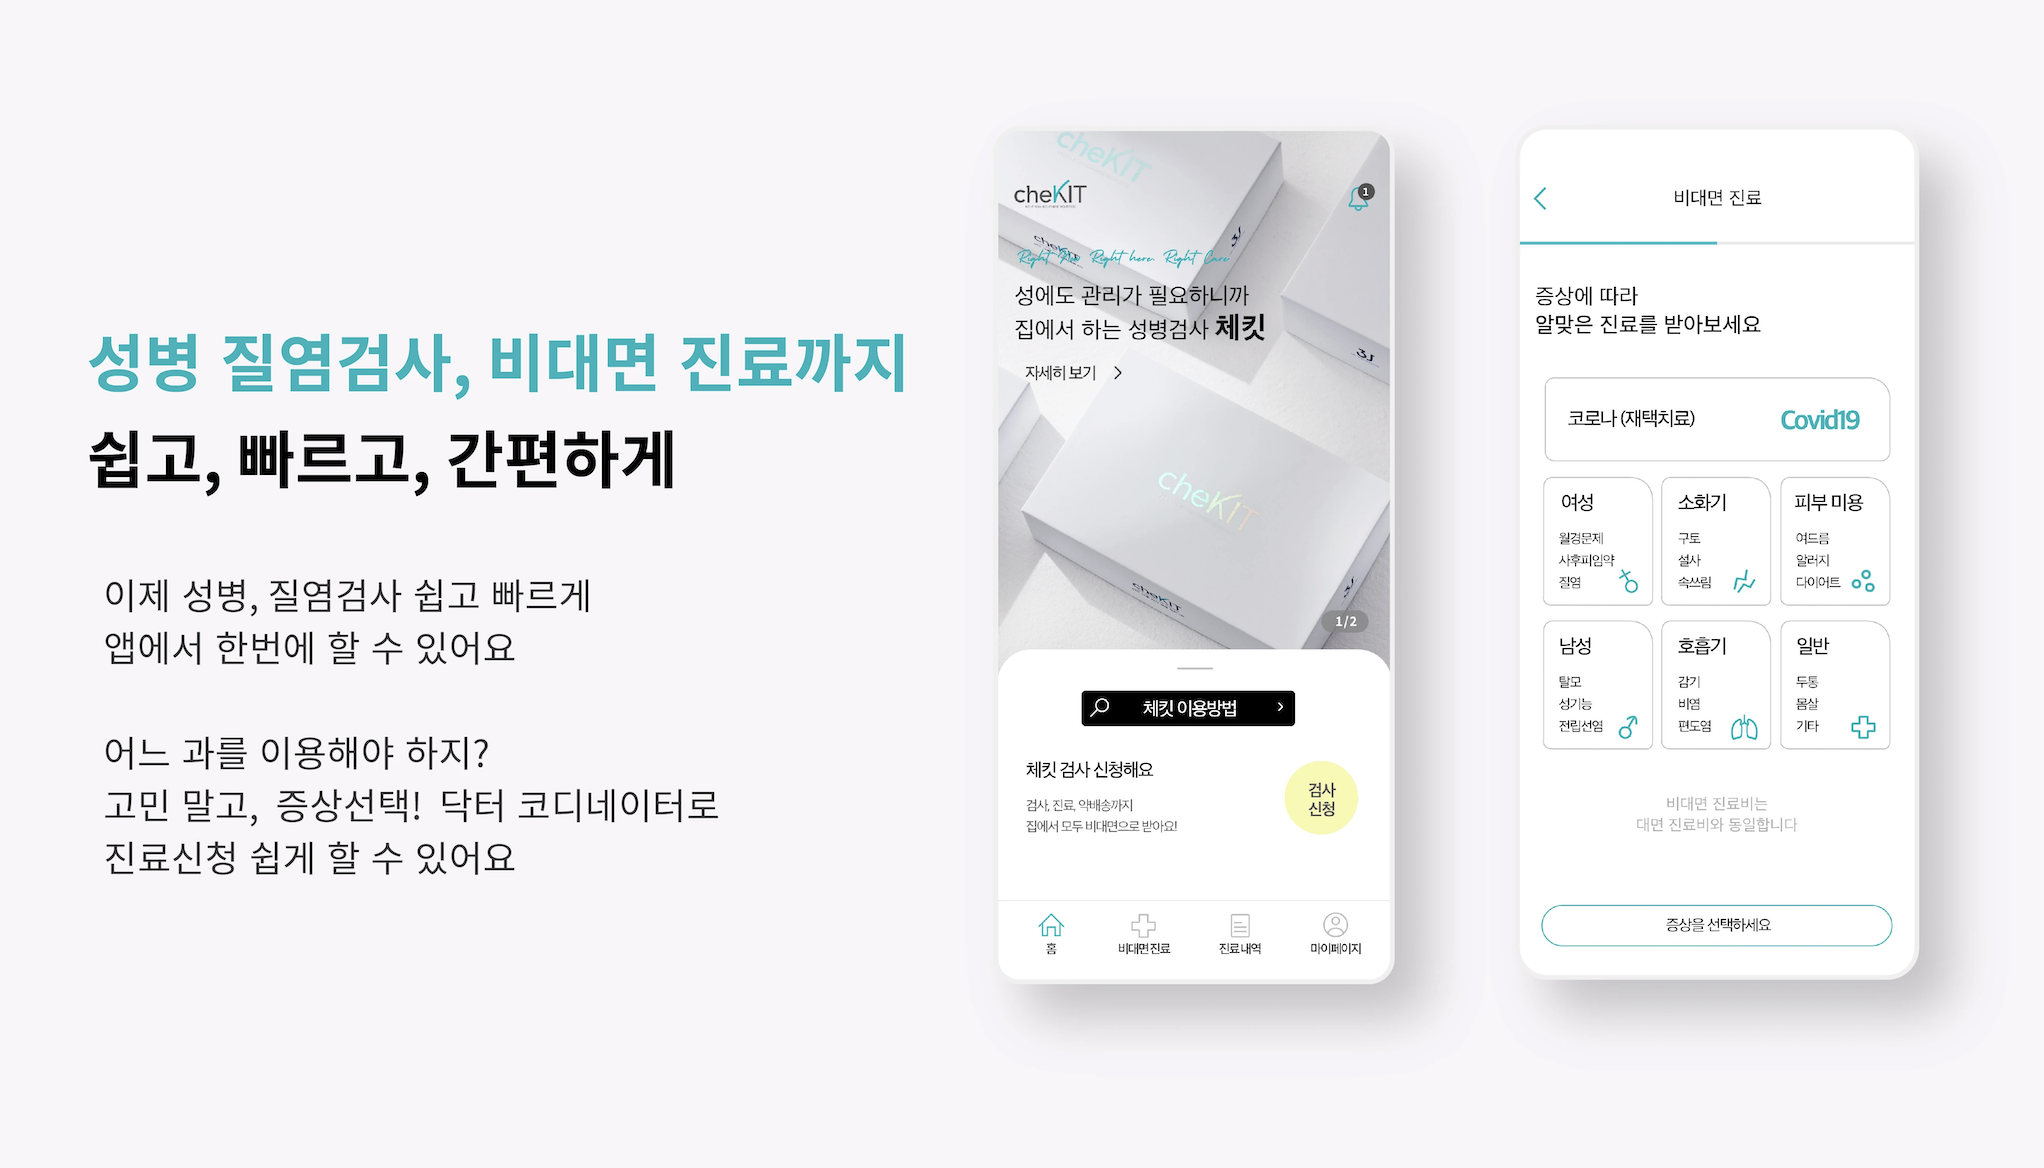 성병 질염검사, 비대면 진료까지
쉽고, 빠르고, 간편하게
이제 성병, 질염검사 쉽고 빠르게
앱에서 한번에 할 수 있어요
어느 과를 이용해야 하지?
고민 말고, 증상선택! 닥터 코디네이터로
진료신청 쉽게 할 수 있어요
cheKIT
cheKIT
1
cheKIT
Right Now. Right here. Right Care.
성에도 관리가 필요하니까
집에서 하는 성병검사 체킷
자세히 보기
cheKIT
cheKIT
1/2
체킷 이용방법
체킷 검사 신청해요
검사, 진료, 약배송까지
집에서 모두 비대면으로 받아요!
검사
신청
홈
비대면 진료
진료 내역
마이페이지
비대면 진료
증상에 따라
알맞은 진료를 받아보세요
코로나 (재택치료)
Covid19
여성
월경문제
사후피임약
질염
소화기
구토
설사
속쓰림
피부 미용
여드름
알러지
다이어트
남성
탈모
성기능
전립선염
호흡기
감기
비염
편도염
일반
두통
몸살
기타
비대면 진료비는
대면 진료비와 동일합니다
증상을 선택하세요